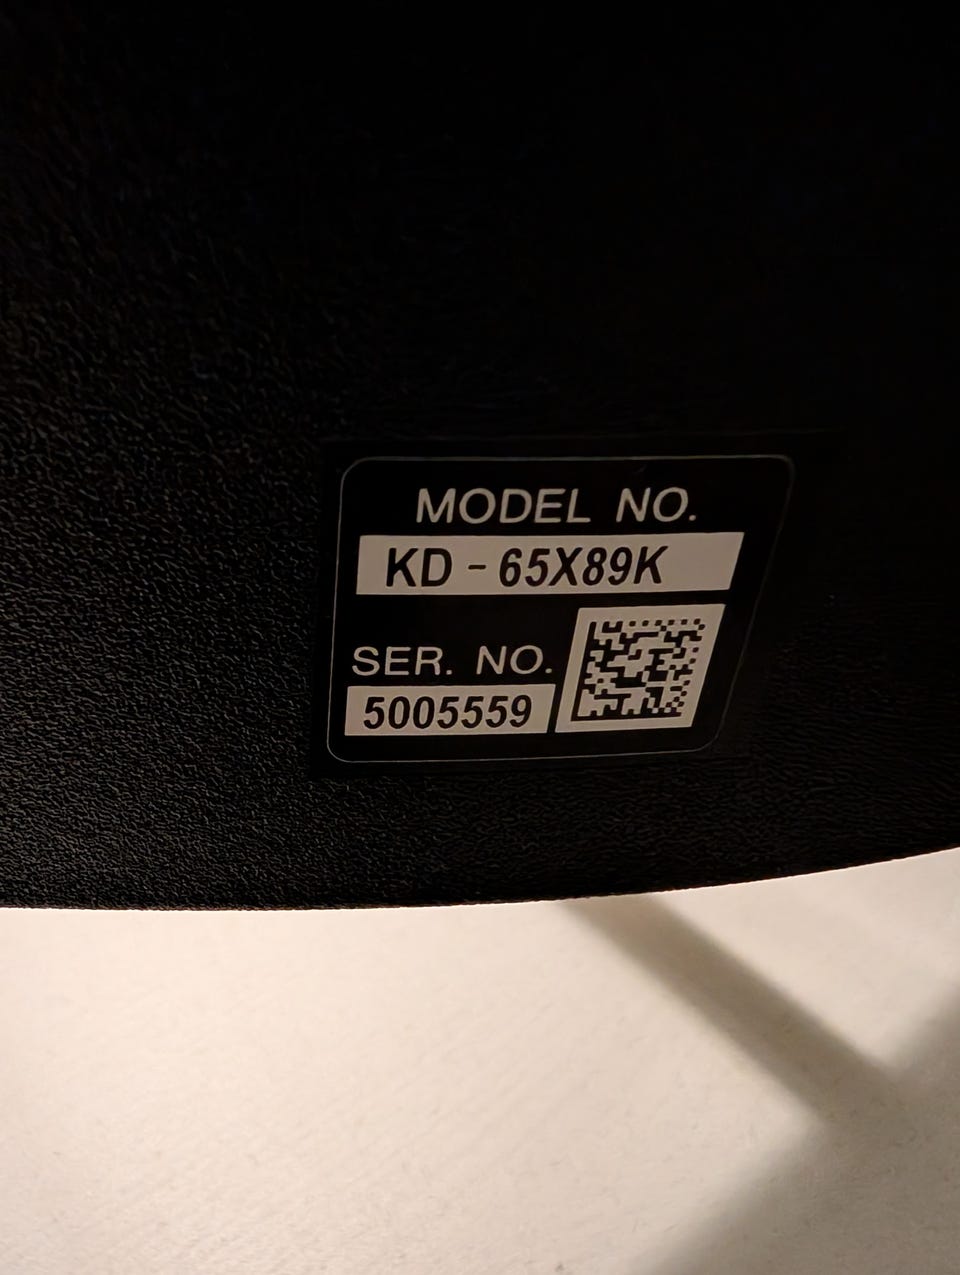 MODEL NO.
KD-65X89K
SER. NO.
5005559